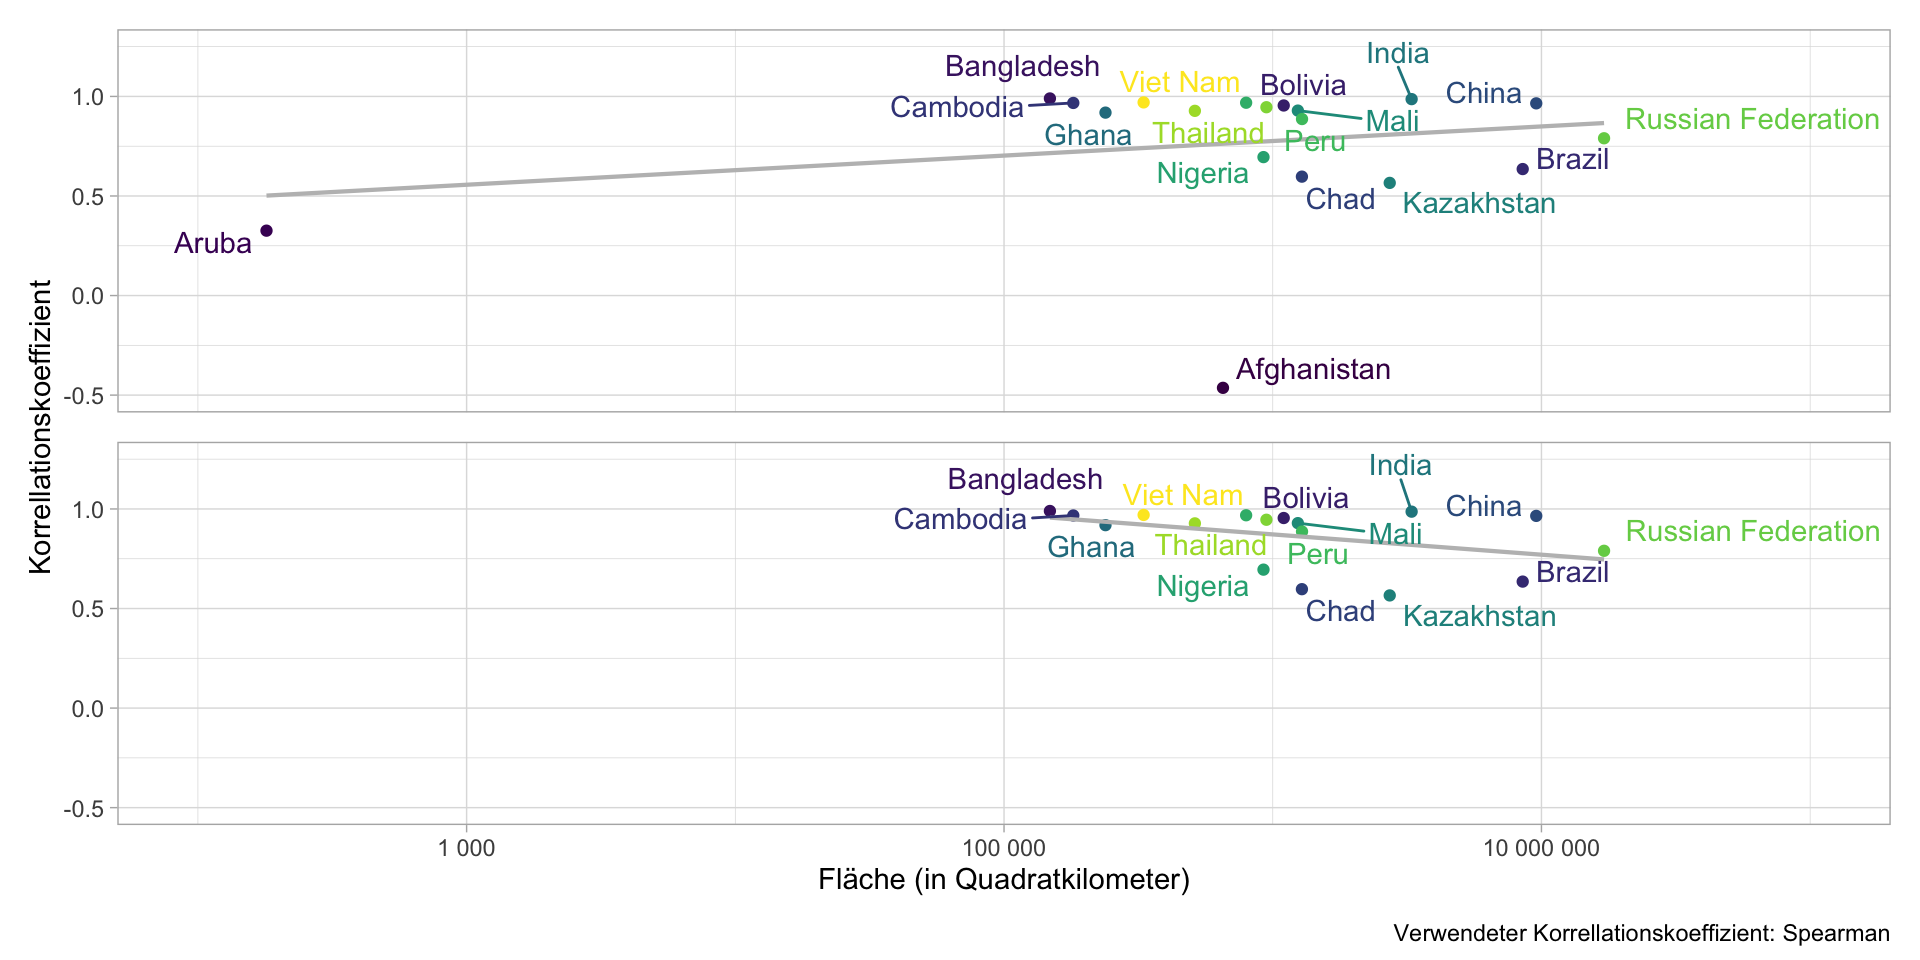 Korrellationskoeffizient
1.0
0.5
0.0
-0.5
India
Bangladesh
Viet Nam
Bolivia
China
Cambodia
Russian Federation
Ghana
Thailand
Mali
Peru
Brazil
Nigeria
Chad
Kazakhstan
Aruba
Afghanistan
1.0
0.5
0.0
-0.5
India
Bangladesh
Viet Nam
Bolivia
China
Cambodia
Russian Federation
Ghana
Thailand
Mali
Peru
Brazil
Nigeria
Chad
Kazakhstan
1 000
100 000
10 000 000
Fläche (in Quadratkilometer)
Verwendeter Korrellationskoeffizient: Spearman